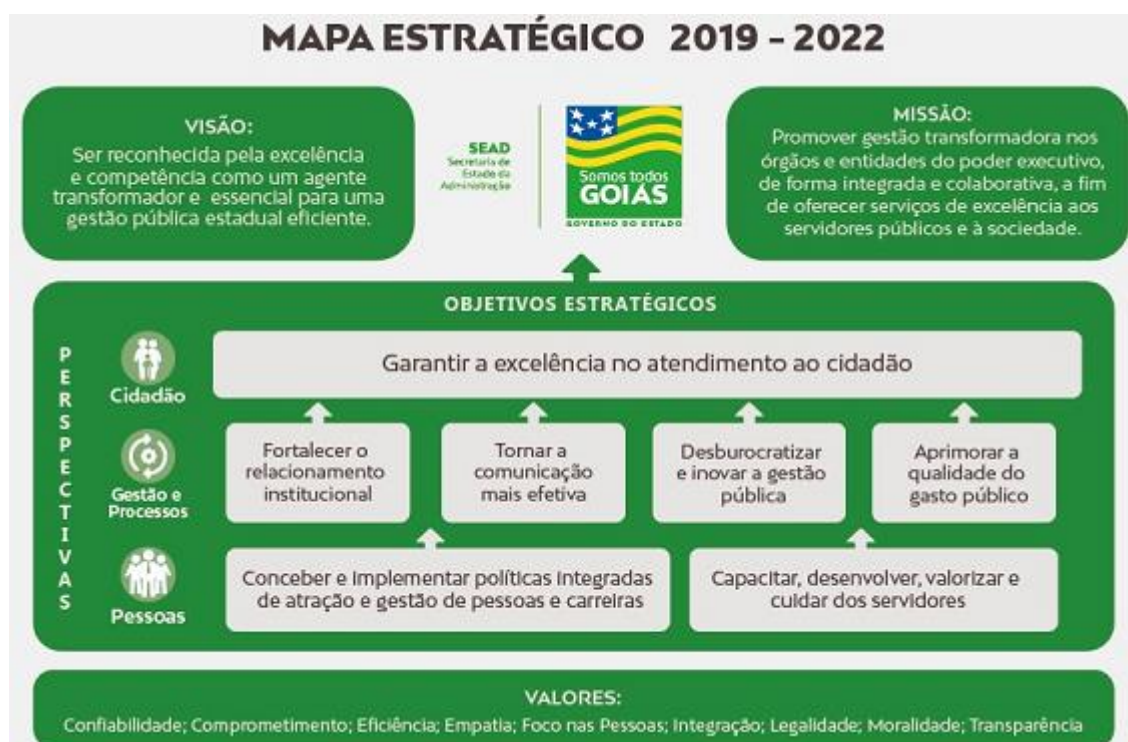 MAPA ESTRATÉGICO 2019 - 2022
VISÃO:
Ser reconhecida pela excelência
e competência como um agente
transformador e essencial para uma
gestão pública estadual eficiente.
SEAD
Secretaria de
Estado da
Administração
Somos todos
GOIÁS
GOVERNO DO ESTADO
MISSÃO:
Promover gestão transformadora nos
órgãos e entidades do poder executivo,
de forma integrada e colaborativa, a fim
de oferecer serviços de excelência aos
servidores públicos e à sociedade.
OBJETIVOS ESTRATÉGICOS
PERSPECTIVAS
Cidadão
Garantir a excelência no atendimento ao cidadão
Gestão e
Processos
Fortalecer o
relacionamento
institucional
Tornar a
comunicação
mais efetiva
Desburocratizar
e inovar a gestão
pública
Aprimorar a
qualidade do
gasto público
Pessoas
Conceber e implementar políticas integradas
de atração e gestão de pessoas e carreiras
Capacitar, desenvolver, valorizar e
cuidar dos servidores
VALORES:
Confiabilidade; Comprometimento; Eficiência; Empatia; Foco nas Pessoas; Integração; Legalidade; Moralidade; Transparência